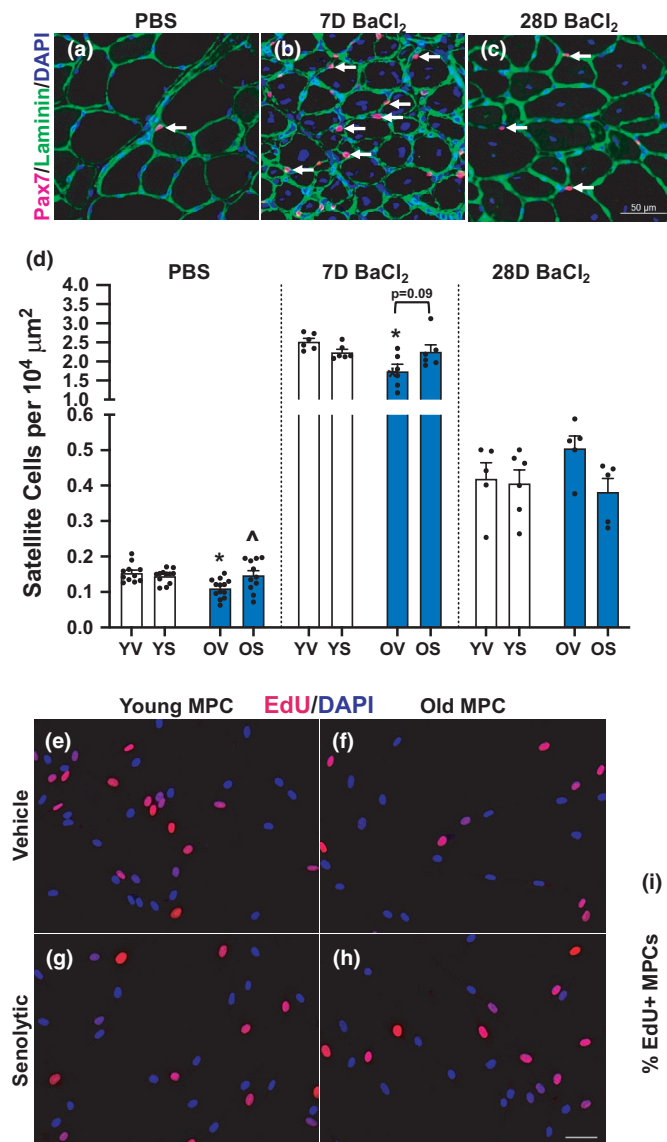 PBS 7D BaCl₂ 28D BaCl₂
Pax7/Laminin/DAPI
(a) (b) (c)
50 µm
(d)
PBS 7D BaCl₂ 28D BaCl₂
Satellite Cells per 10⁴ µm²
4.0
3.5
3.0
2.5
2.0
1.5
1.0
0.6
0.5
0.4
0.3
0.2
0.1
0.0
* ^ * p=0.09
YV YS OV OS YV YS OV OS YV YS OV OS
Young MPC EdU/DAPI Old MPC
Vehicle
(e) (f)
Senolytic
(g) (h)
(i)
% EdU+ MPCs